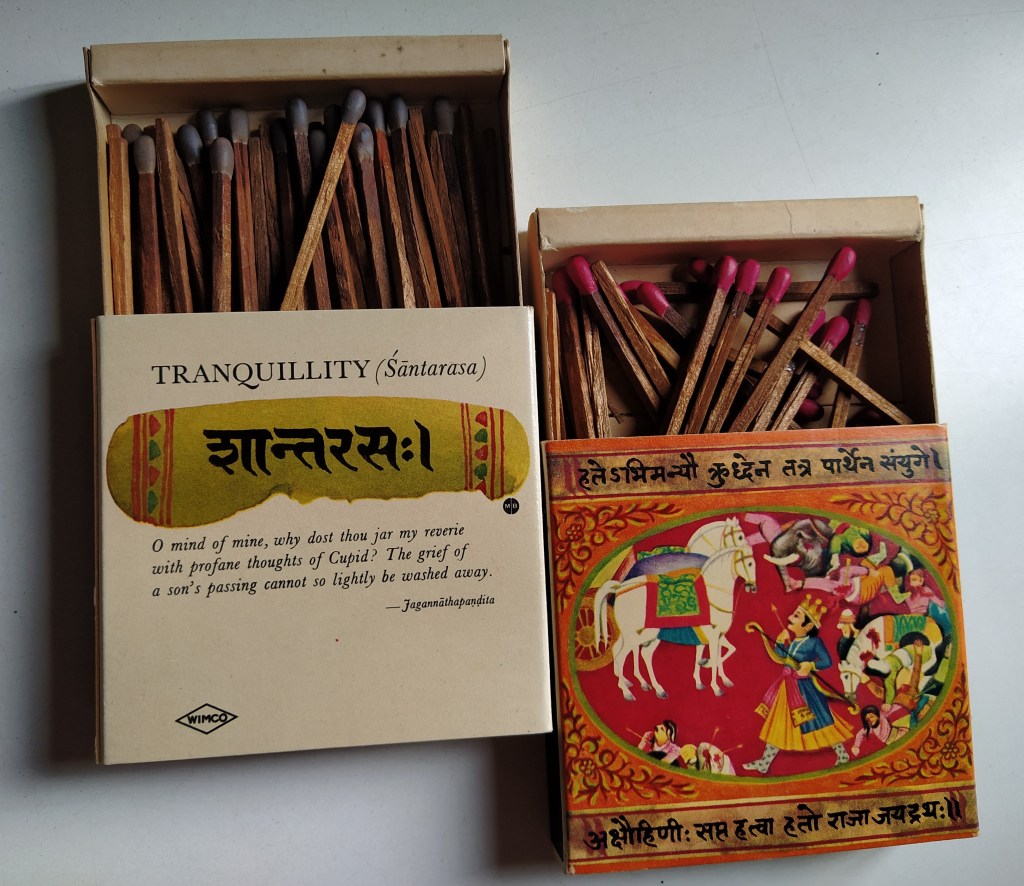 TRANQUILLITY (Śāntarasa)
शान्तरसः।
MB
O mind of mine, why dost thou jar my reverie
with profane thoughts of Cupid? The grief of
a son's passing cannot so lightly be washed away.
—Jagannāthapaṇḍita
WIMCO
हतेऽभिमन्यौ क्रुध्देन तत्र पार्थेन संयुगे।
अक्षौहिणीः सप्त हत्वा हतो राजा जयद्रथः॥